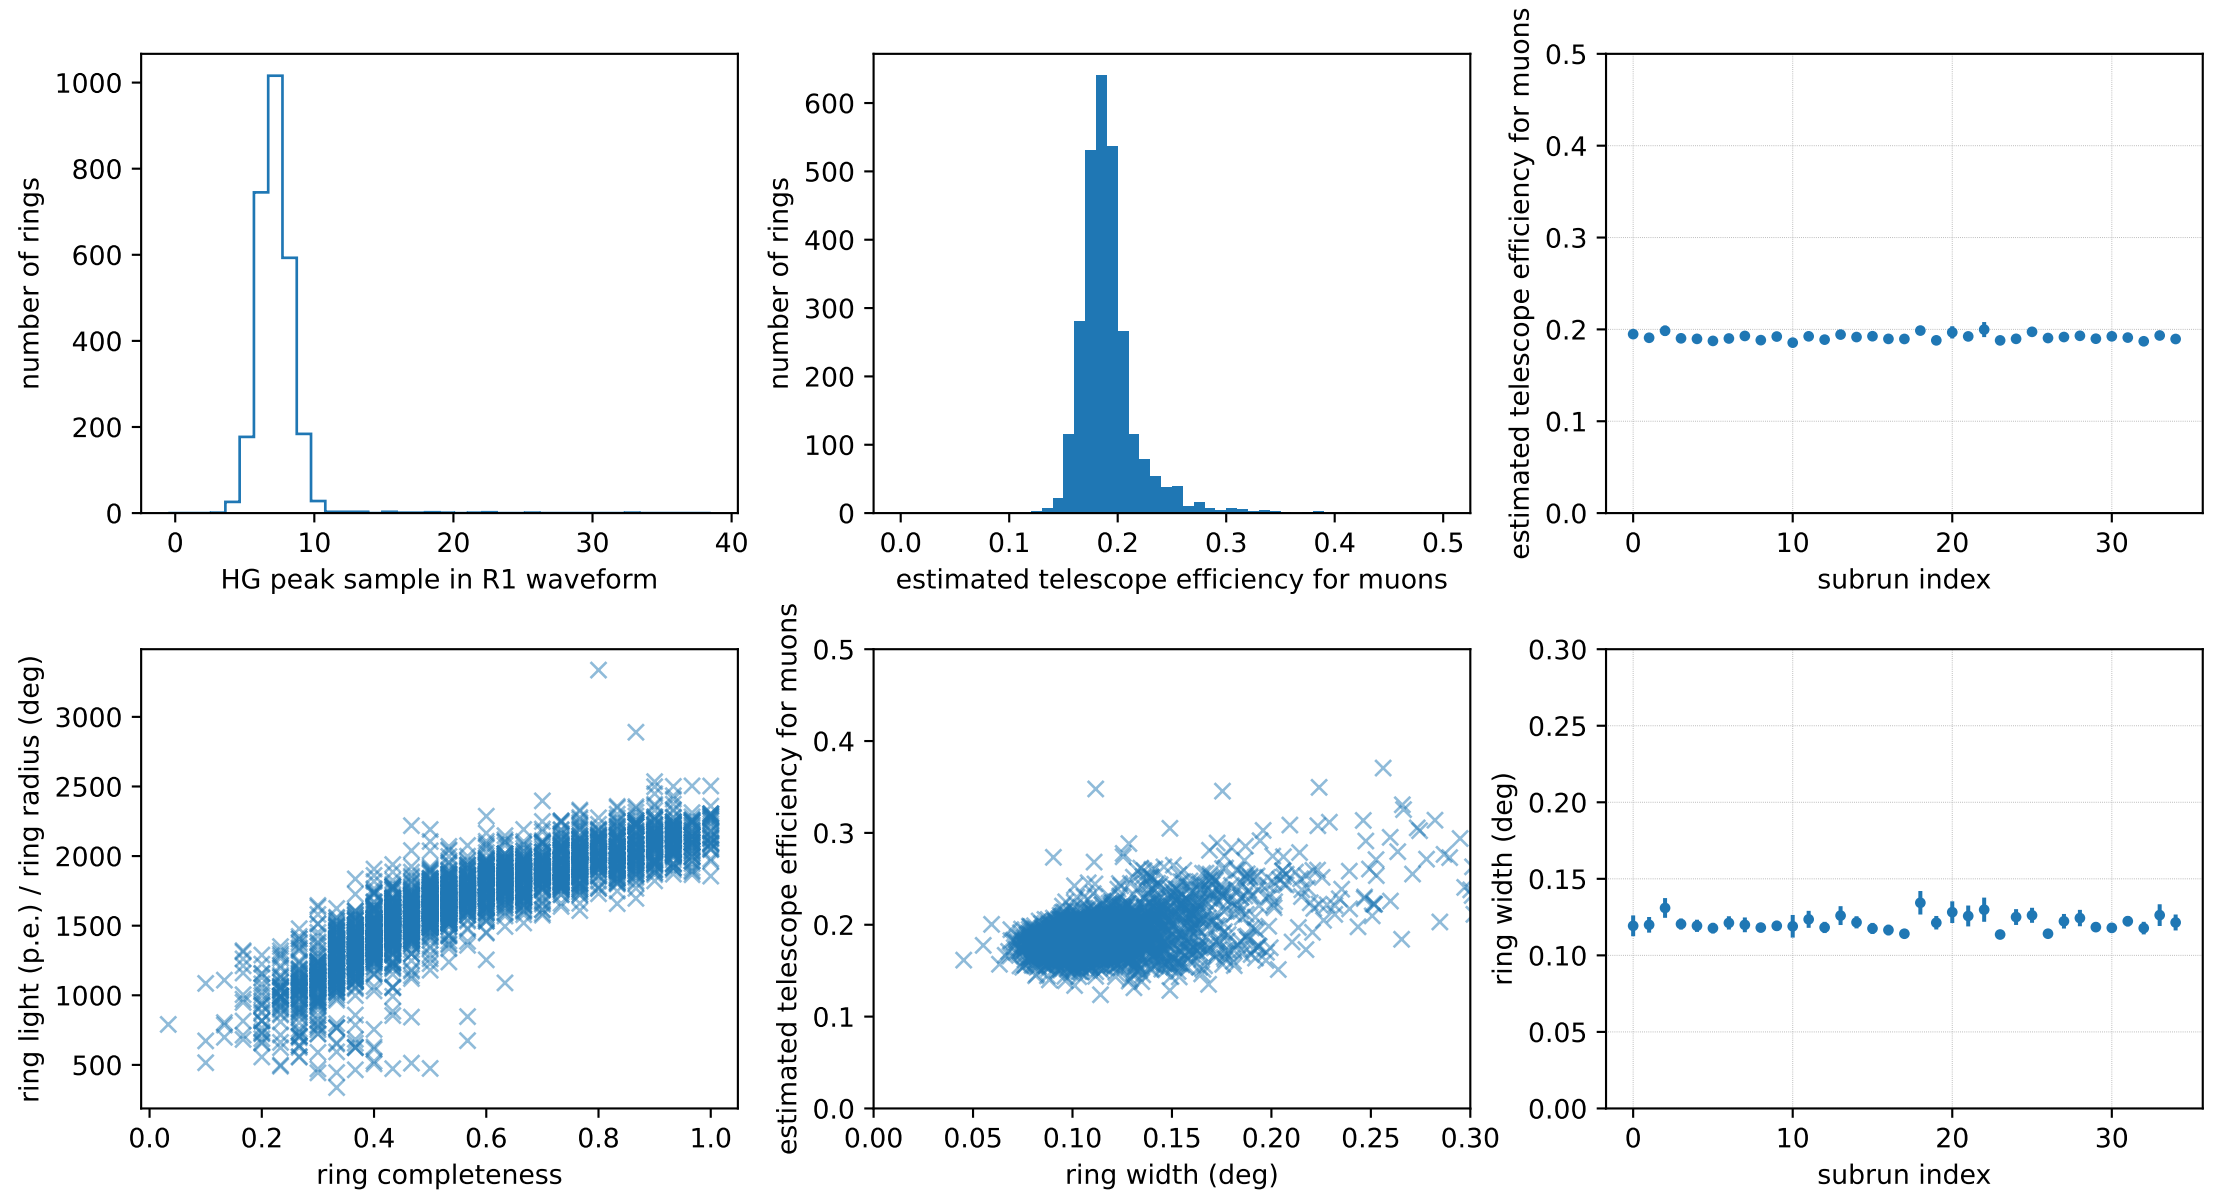 number of rings
1000
800
600
400
200
0
0 10 20 30 40
HG peak sample in R1 waveform
number of rings
600
500
400
300
200
100
0
0.0 0.1 0.2 0.3 0.4 0.5
estimated telescope efficiency for muons
estimated telescope efficiency for muons
0.5
0.4
0.3
0.2
0.1
0.0
0 10 20 30
subrun index
ring light (p.e.) / ring radius (deg)
3000
2500
2000
1500
1000
500
0.0 0.2 0.4 0.6 0.8 1.0
ring completeness
estimated telescope efficiency for muons
0.5
0.4
0.3
0.2
0.1
0.0
0.00 0.05 0.10 0.15 0.20 0.25 0.30
ring width (deg)
ring width (deg)
0.30
0.25
0.20
0.15
0.10
0.05
0.00
0 10 20 30
subrun index